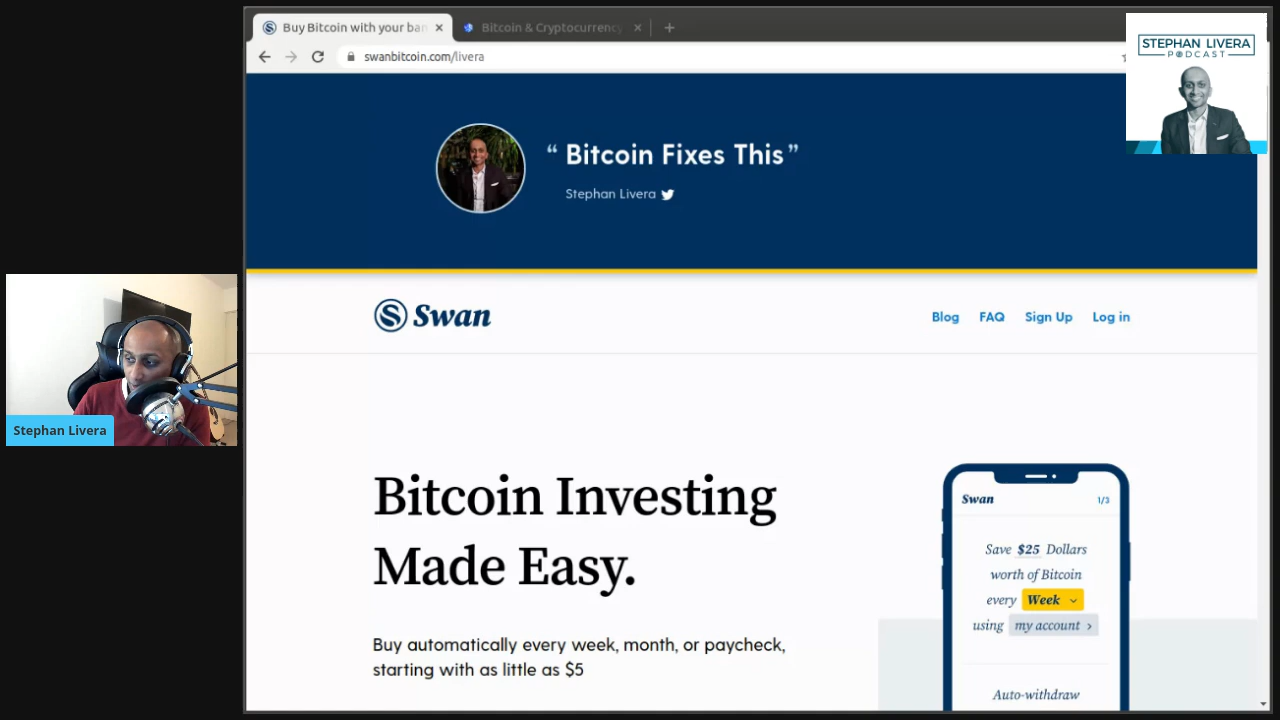 Buy Bitcoin with your ban
Bitcoin & Cryptocurrency
swanbitcoin.com/livera
STEPHAN LIVERA
PODCAST
“ Bitcoin Fixes This ”
Stephan Livera
Swan
Blog FAQ Sign Up Log in
Stephan Livera
Bitcoin Investing
Made Easy.
Buy automatically every week, month, or paycheck,
starting with as little as $5
Swan 1/3
Save $25 Dollars
worth of Bitcoin
every Week
using my account >
Auto-withdraw